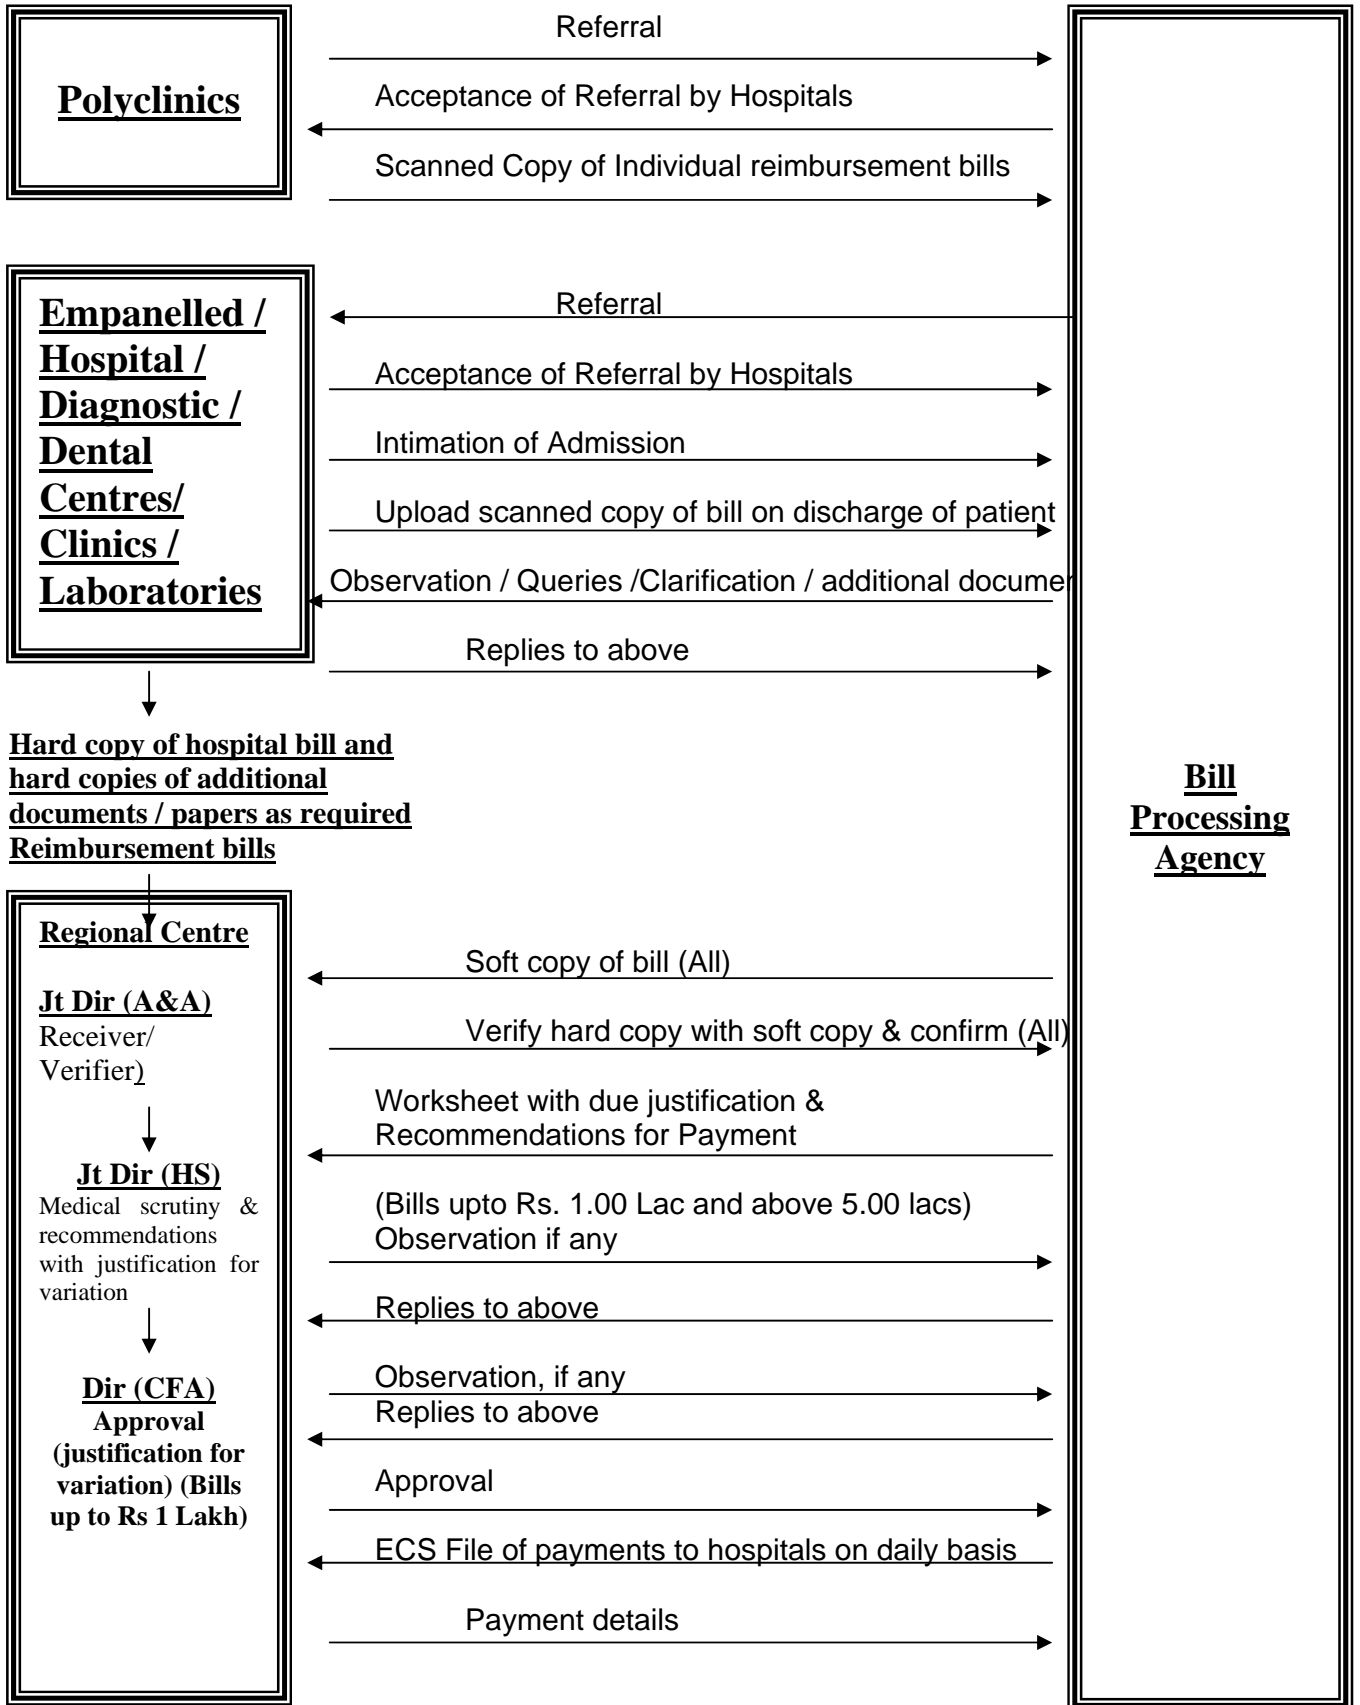 Polyclinics
Referral
Acceptance of Referral by Hospitals
Scanned Copy of Individual reimbursement bills
Empanelled /
Hospital /
Diagnostic /
Dental
Centres/
Clinics /
Laboratories
Referral
Acceptance of Referral by Hospitals
Intimation of Admission
Upload scanned copy of bill on discharge of patient
Observation / Queries /Clarification / additional documen
Replies to above
Hard copy of hospital bill and
hard copies of additional
documents / papers as required
Reimbursement bills
Bill
Processing
Agency
Regional Centre
Jt Dir (A&A)
Receiver/
Verifier)
Jt Dir (HS)
Medical scrutiny &
recommendations
with justification for
variation
Dir (CFA)
Approval
(justification for
variation) (Bills
up to Rs 1 Lakh)
Soft copy of bill (All)
Verify hard copy with soft copy & confirm (All)
Worksheet with due justification &
Recommendations for Payment
(Bills upto Rs. 1.00 Lac and above 5.00 lacs)
Observation if any
Replies to above
Observation, if any
Replies to above
Approval
ECS File of payments to hospitals on daily basis
Payment details